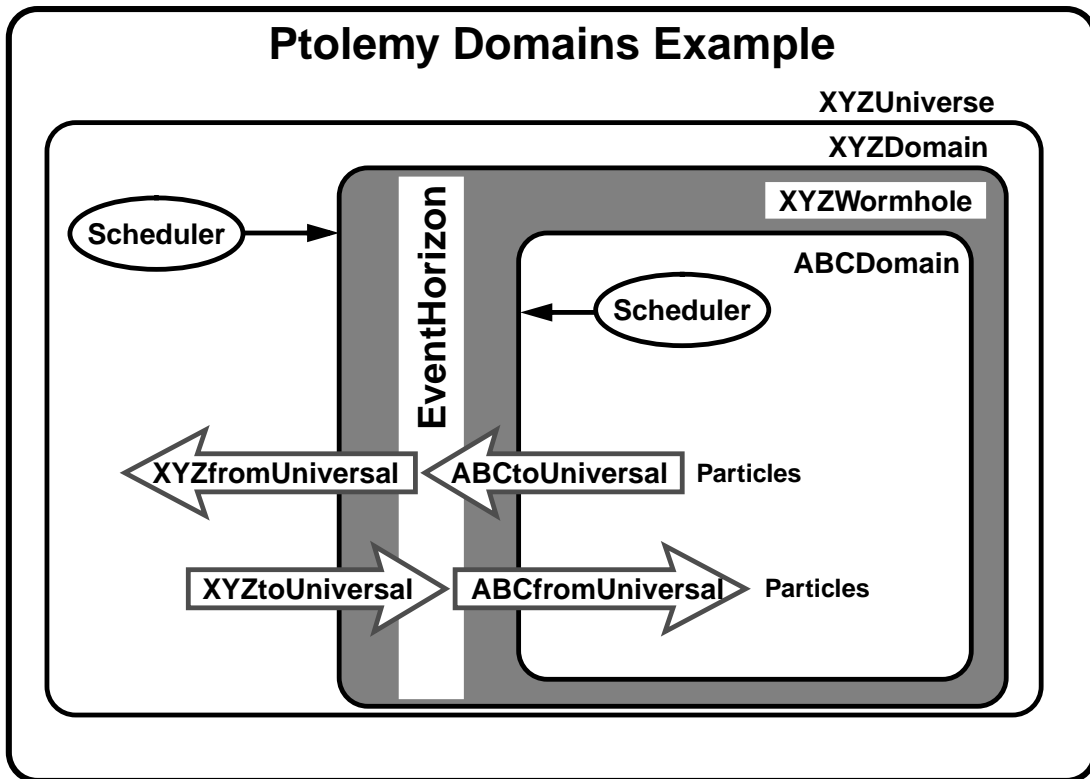 Ptolemy Domains Example
XYZUniverse
XYZDomain
XYZWormhole
Scheduler
EventHorizon
ABCDomain
Scheduler
XYZfromUniversal
ABCtoUniversal
Particles
XYZtoUniversal
ABCfromUniversal
Particles